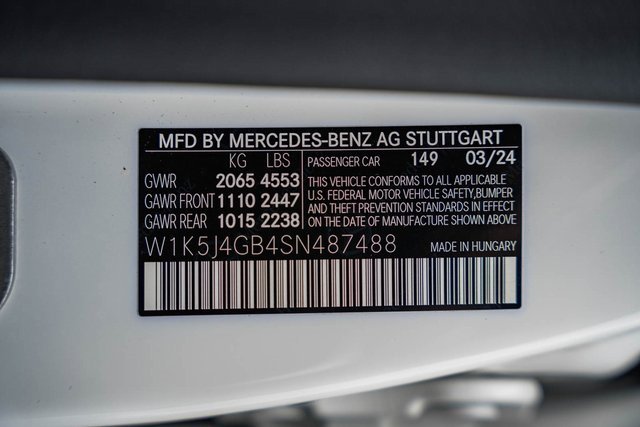 MFD BY MERCEDES-BENZ AG STUTTGART
KG LBS PASSENGER CAR 149 03/24
GVWR 2065 4553
GAWR FRONT 1110 2447
GAWR REAR 1015 2238
THIS VEHICLE CONFORMS TO ALL APPLICABLE
U.S. FEDERAL MOTOR VEHICLE SAFETY, BUMPER
AND THEFT PREVENTION STANDARDS IN EFFECT
ON THE DATE OF MANUFACTURE SHOWN ABOVE
W1K5J4GB4SN487488 MADE IN HUNGARY